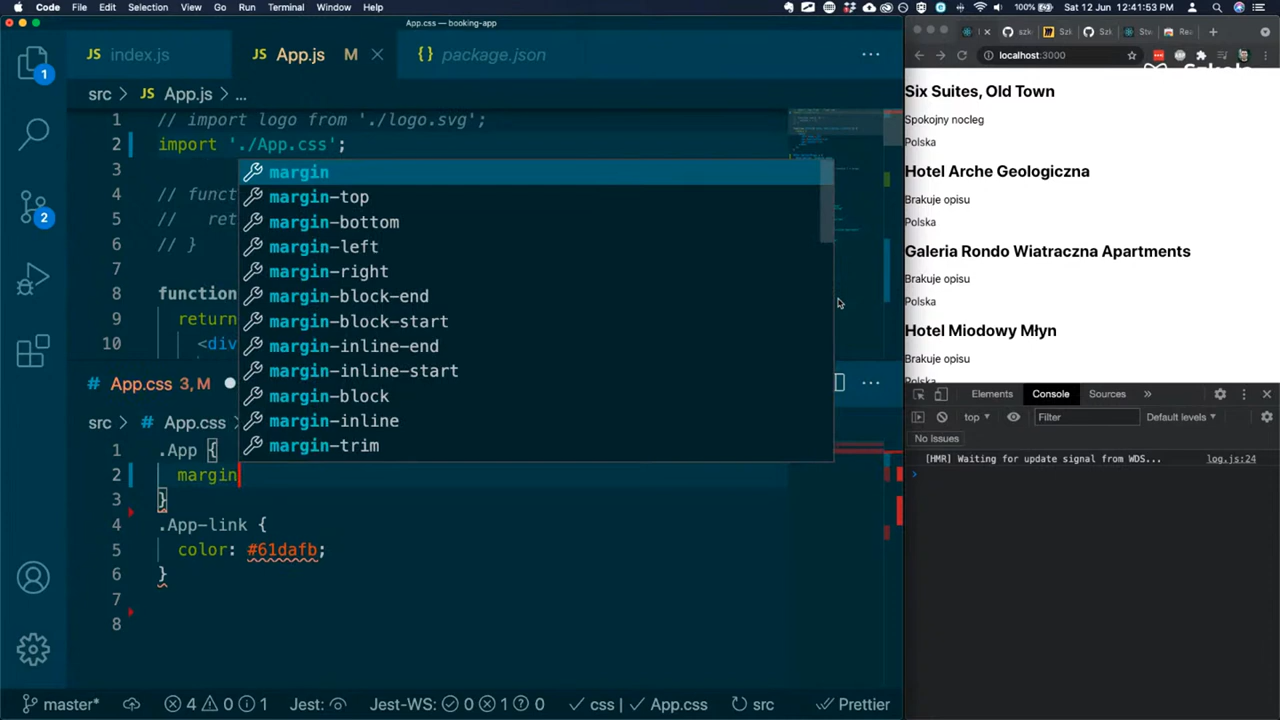 Code File Edit Selection View Go Run Terminal Window Help 100% Sat 12 Jun 11:41:53
App.css — booking-app
JS index.js JS App.js M {} package.json ...
src > JS App.js > ...
1 // import logo from './logo.svg';
2 import './App.css';
3
4 // funct
5 // ret
6 // }
7
8 function
9 return
10 <div
margin
margin-top
margin-bottom
margin-left
margin-right
margin-block-end
margin-block-start
margin-inline-end
margin-inline-start
margin-block
margin-inline
margin-trim
# App.css 3, M ...
src > # App.css
1 .App {
2 margin
3 }
4 .App-link {
5 color: #61dafb;
6 }
7
8
1
2
master* 4 0 1 Jest: Jest-WS: 0 1 0 css | App.css src Prettier
localhost:3000
Six Suites, Old Town
Spokojny nocleg
Polska
Hotel Arche Geologiczna
Brakuje opisu
Polska
Galeria Rondo Wiatraczna Apartments
Brakuje opisu
Polska
Hotel Miodowy Młyn
Brakuje opisu
Elements Console Sources »
top Filter Default levels
No Issues
[HMR] Waiting for update signal from WDS... log.js:24